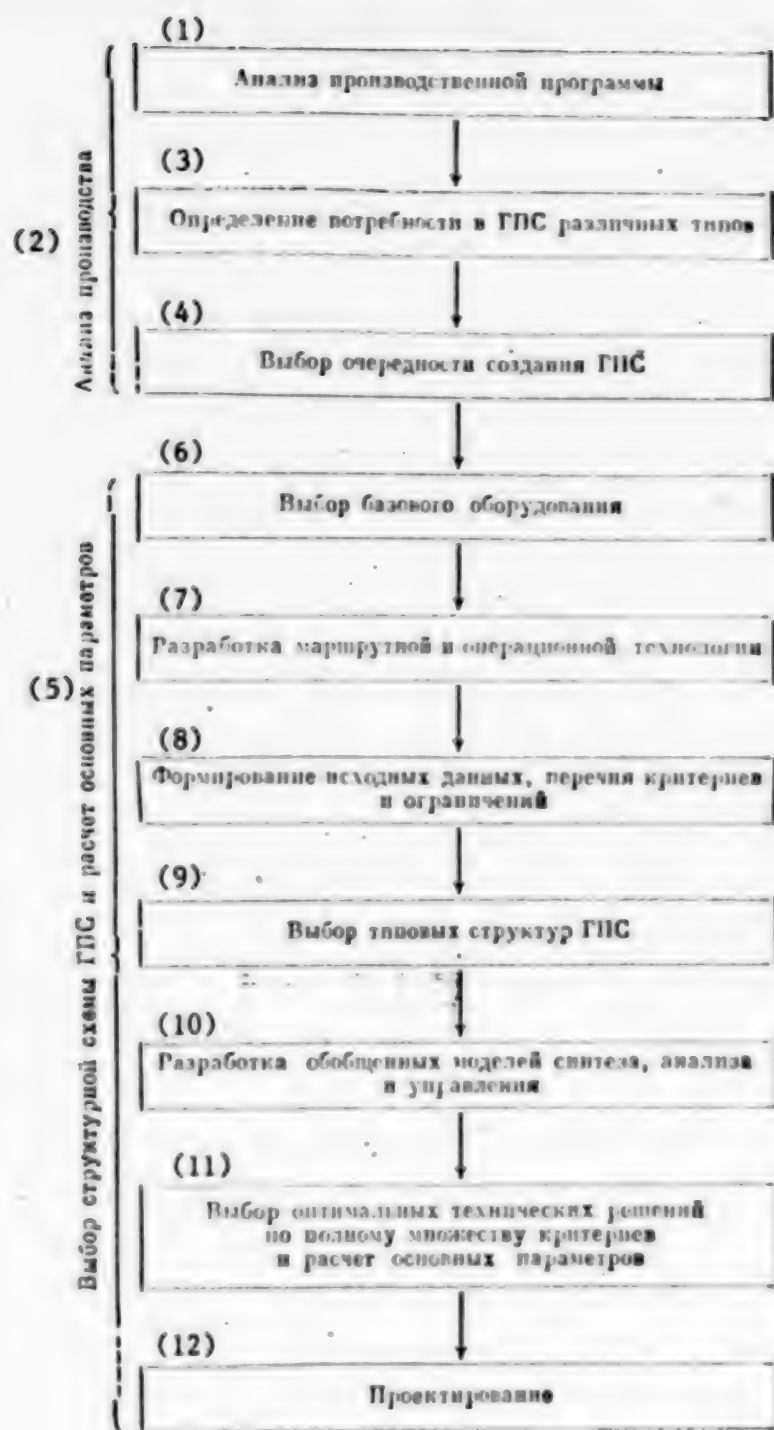 (1)
Анализ производственной программы
(2)
Анализ производства
(3)
Определение потребности в ГПС различных типов
(4)
Выбор очередности создания ГПС
(5)
Выбор структурной схемы ГПС и расчет основных параметров
(6)
Выбор базового оборудования
(7)
Разработка маршрутной и операционной технологии
(8)
Формирование исходных данных, перечня критериев
и ограничений
(9)
Выбор типовых структур ГПС
(10)
Разработка обобщенных моделей синтеза, анализа
и управления
(11)
Выбор оптимальных технических решений
по полному множеству критериев
и расчет основных параметров
(12)
Проектирование